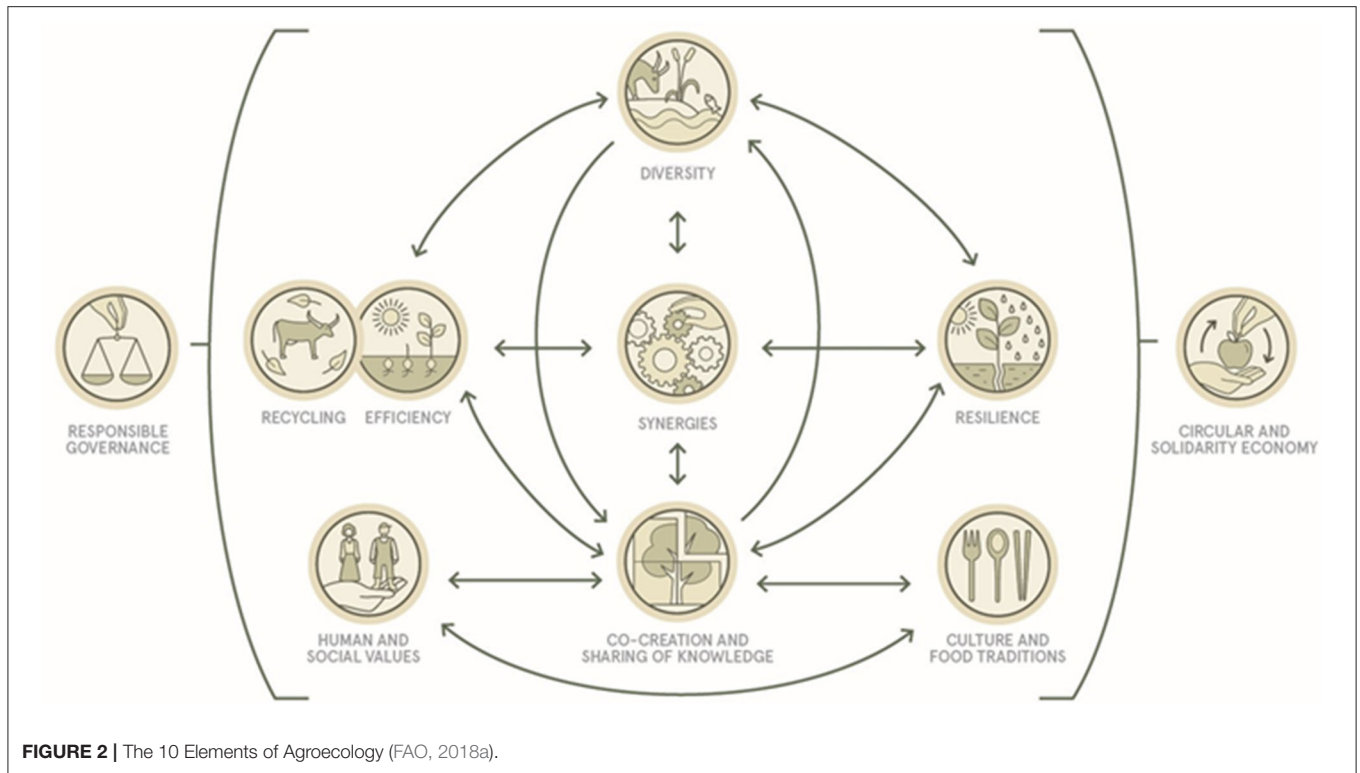 DIVERSITY
RECYCLING
EFFICIENCY
SYNERGIES
RESILIENCE
RESPONSIBLE
GOVERNANCE
CIRCULAR AND
SOLIDARITY ECONOMY
HUMAN AND
SOCIAL VALUES
CO-CREATION AND
SHARING OF KNOWLEDGE
CULTURE AND
FOOD TRADITIONS
FIGURE 2 | The 10 Elements of Agroecology (FAO, 2018a).